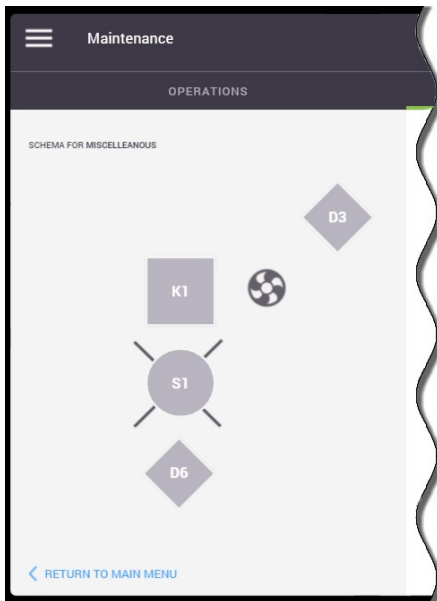 Maintenance
OPERATIONS
SCHEMA FOR MISCELLEANOUS
D3
K1
S1
D6
RETURN TO MAIN MENU